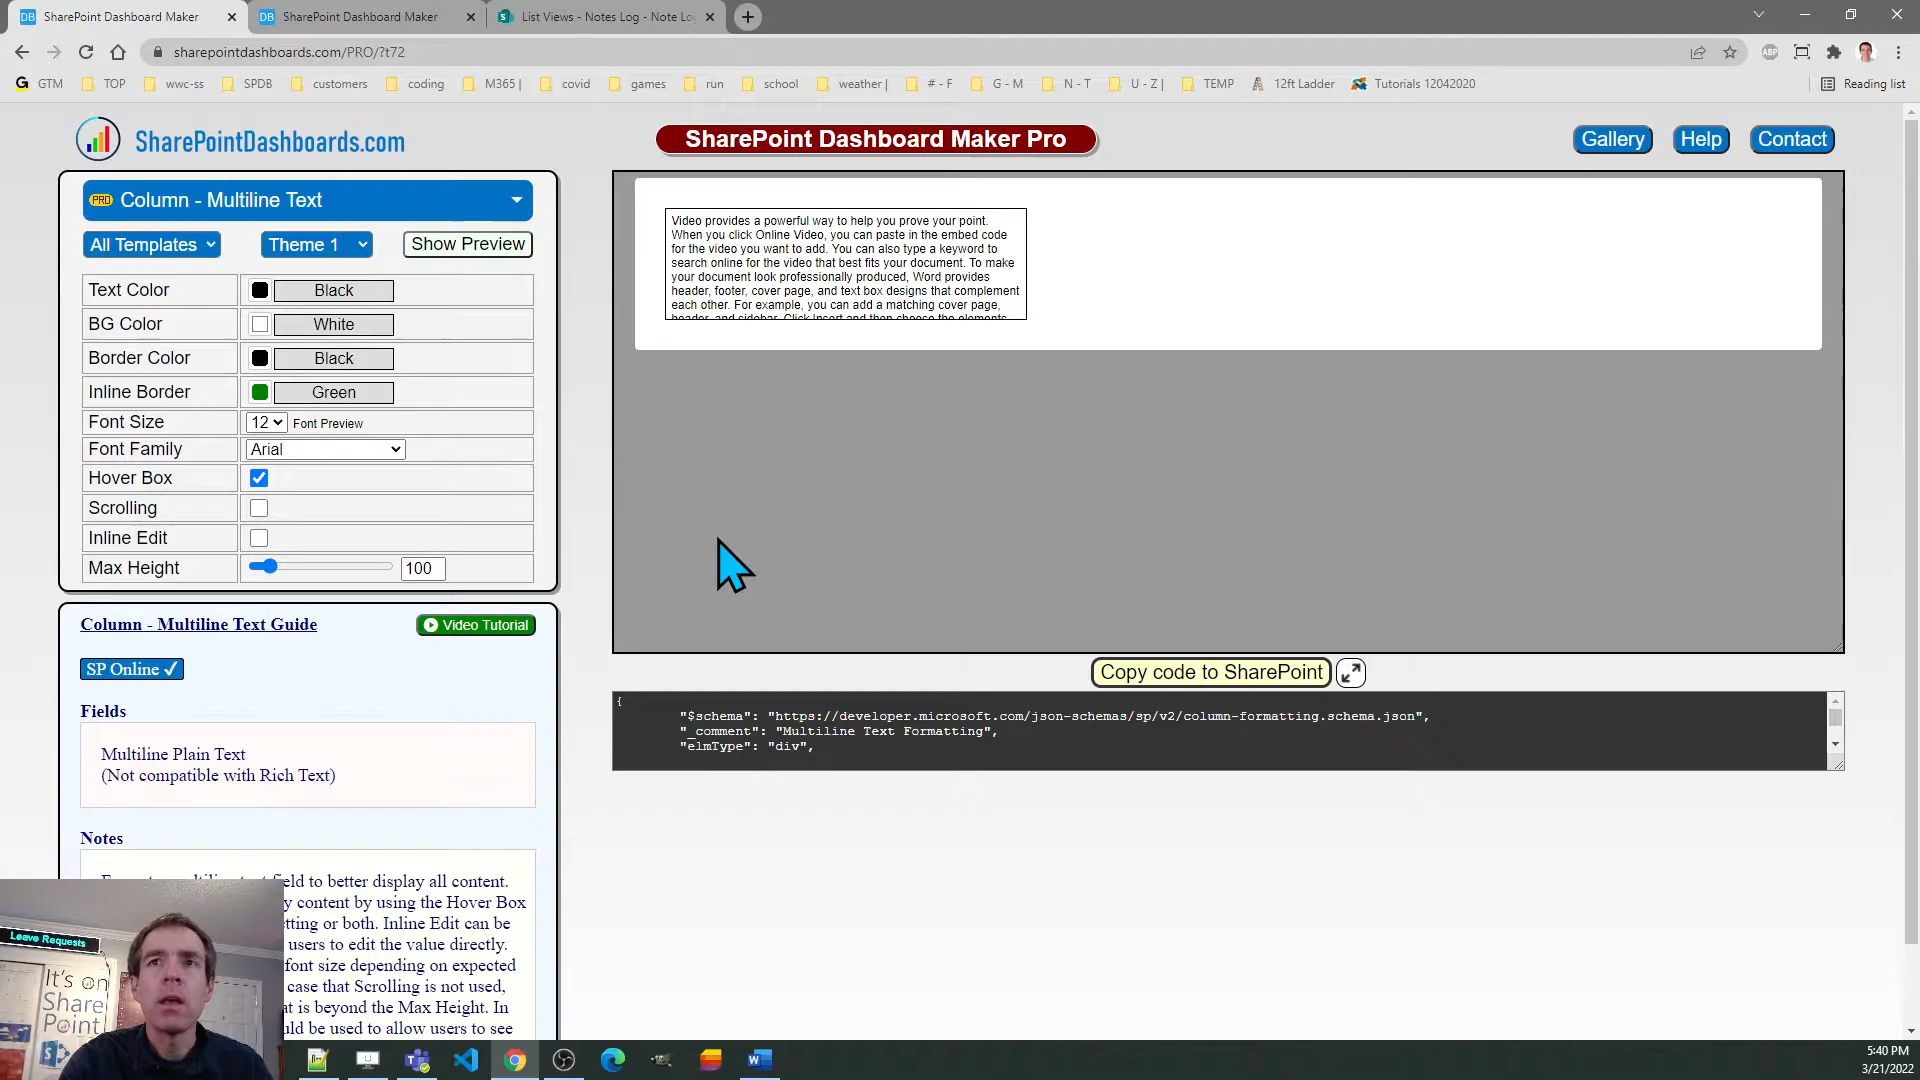 SharePoint Dashboard Maker
SharePoint Dashboard Maker
List Views - Notes Log - Note Lo
sharepointdashboards.com/PRO/?t72
GTM TOP wwc-ss SPDB customers coding M365 | covid games run school weather | # - F G - M N - T U - Z | TEMP 12ft Ladder Tutorials 12042020 Reading list
SharePointDashboards.com
SharePoint Dashboard Maker Pro
Gallery Help Contact
PRO Column - Multiline Text
All Templates Theme 1 Show Preview
Text Color Black
BG Color White
Border Color Black
Inline Border Green
Font Size 12 Font Preview
Font Family Arial
Hover Box
Scrolling
Inline Edit
Max Height 100
Video provides a powerful way to help you prove your point.
When you click Online Video, you can paste in the embed code
for the video you want to add. You can also type a keyword to
search online for the video that best fits your document. To make
your document look professionally produced, Word provides
header, footer, cover page, and text box designs that complement
each other. For example, you can add a matching cover page,
header, and sidebar. Click Insert and then choose the elements
Copy code to SharePoint
{
"$schema": "https://developer.microsoft.com/json-schemas/sp/v2/column-formatting.schema.json",
"_comment": "Multiline Text Formatting",
"elmType": "div",
Column - Multiline Text Guide
Video Tutorial
SP Online ✓
Fields
Multiline Plain Text
(Not compatible with Rich Text)
Notes
field to better display all content.
content by using the Hover Box
or both. Inline Edit can be
users to edit the value directly.
font size depending on expected
case that Scrolling is not used,
is beyond the Max Height. In
be used to allow users to see
Leave Requests
It's on
Share
Point
5:40 PM
3/21/2022